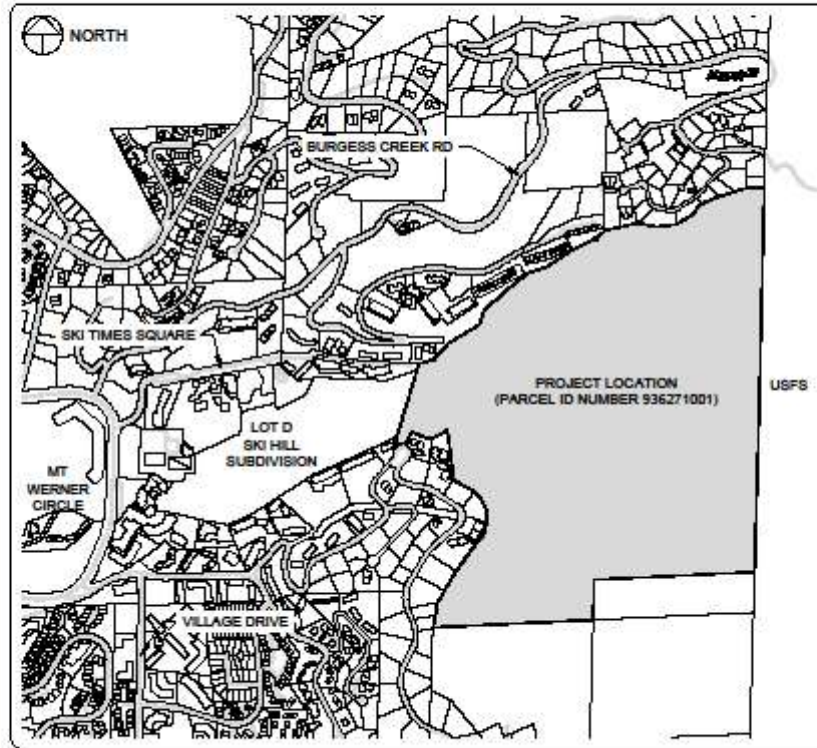 NORTH
BURGESS CREEK RD
SKI TIMES SQUARE
PROJECT LOCATION
(PARCEL ID NUMBER 936271001)
USFS
LOT D
SKI HILL
SUBDIVISION
MT
WERNER
CIRCLE
VILLAGE DRIVE